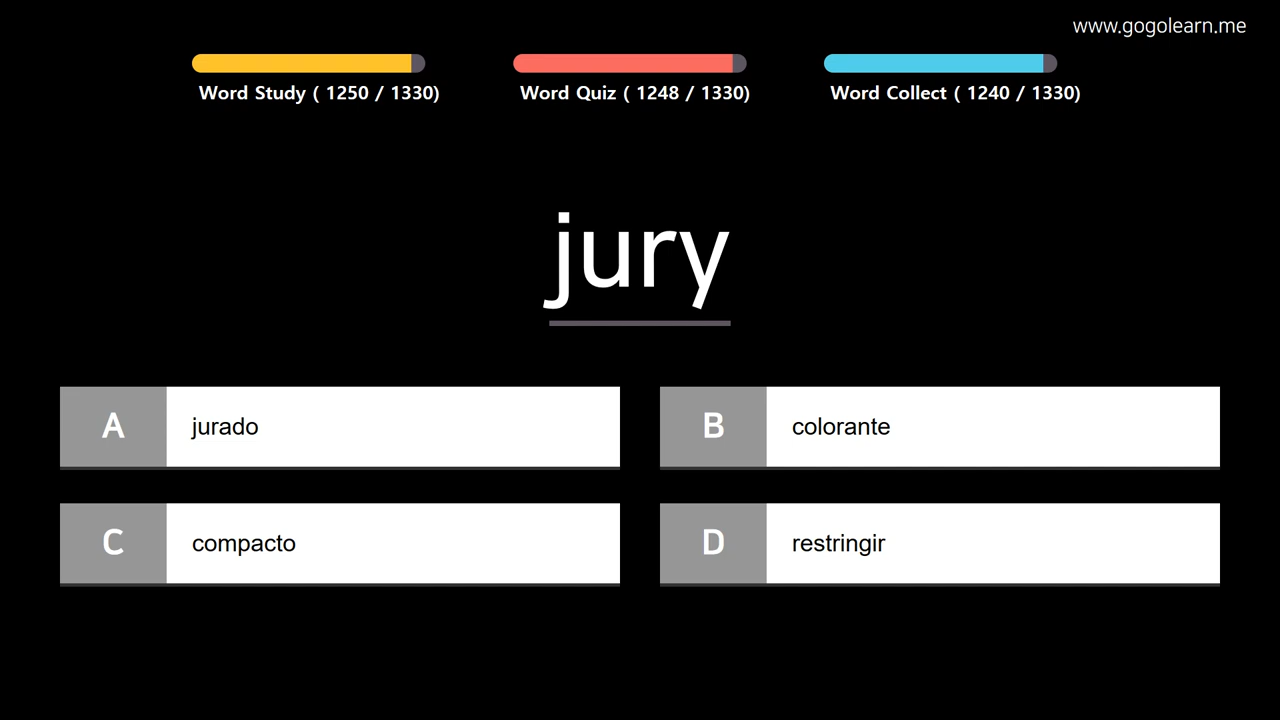 www.gogolearn.me
Word Study ( 1250 / 1330)
Word Quiz ( 1248 / 1330)
Word Collect ( 1240 / 1330)
jury
A jurado
B colorante
C compacto
D restringir